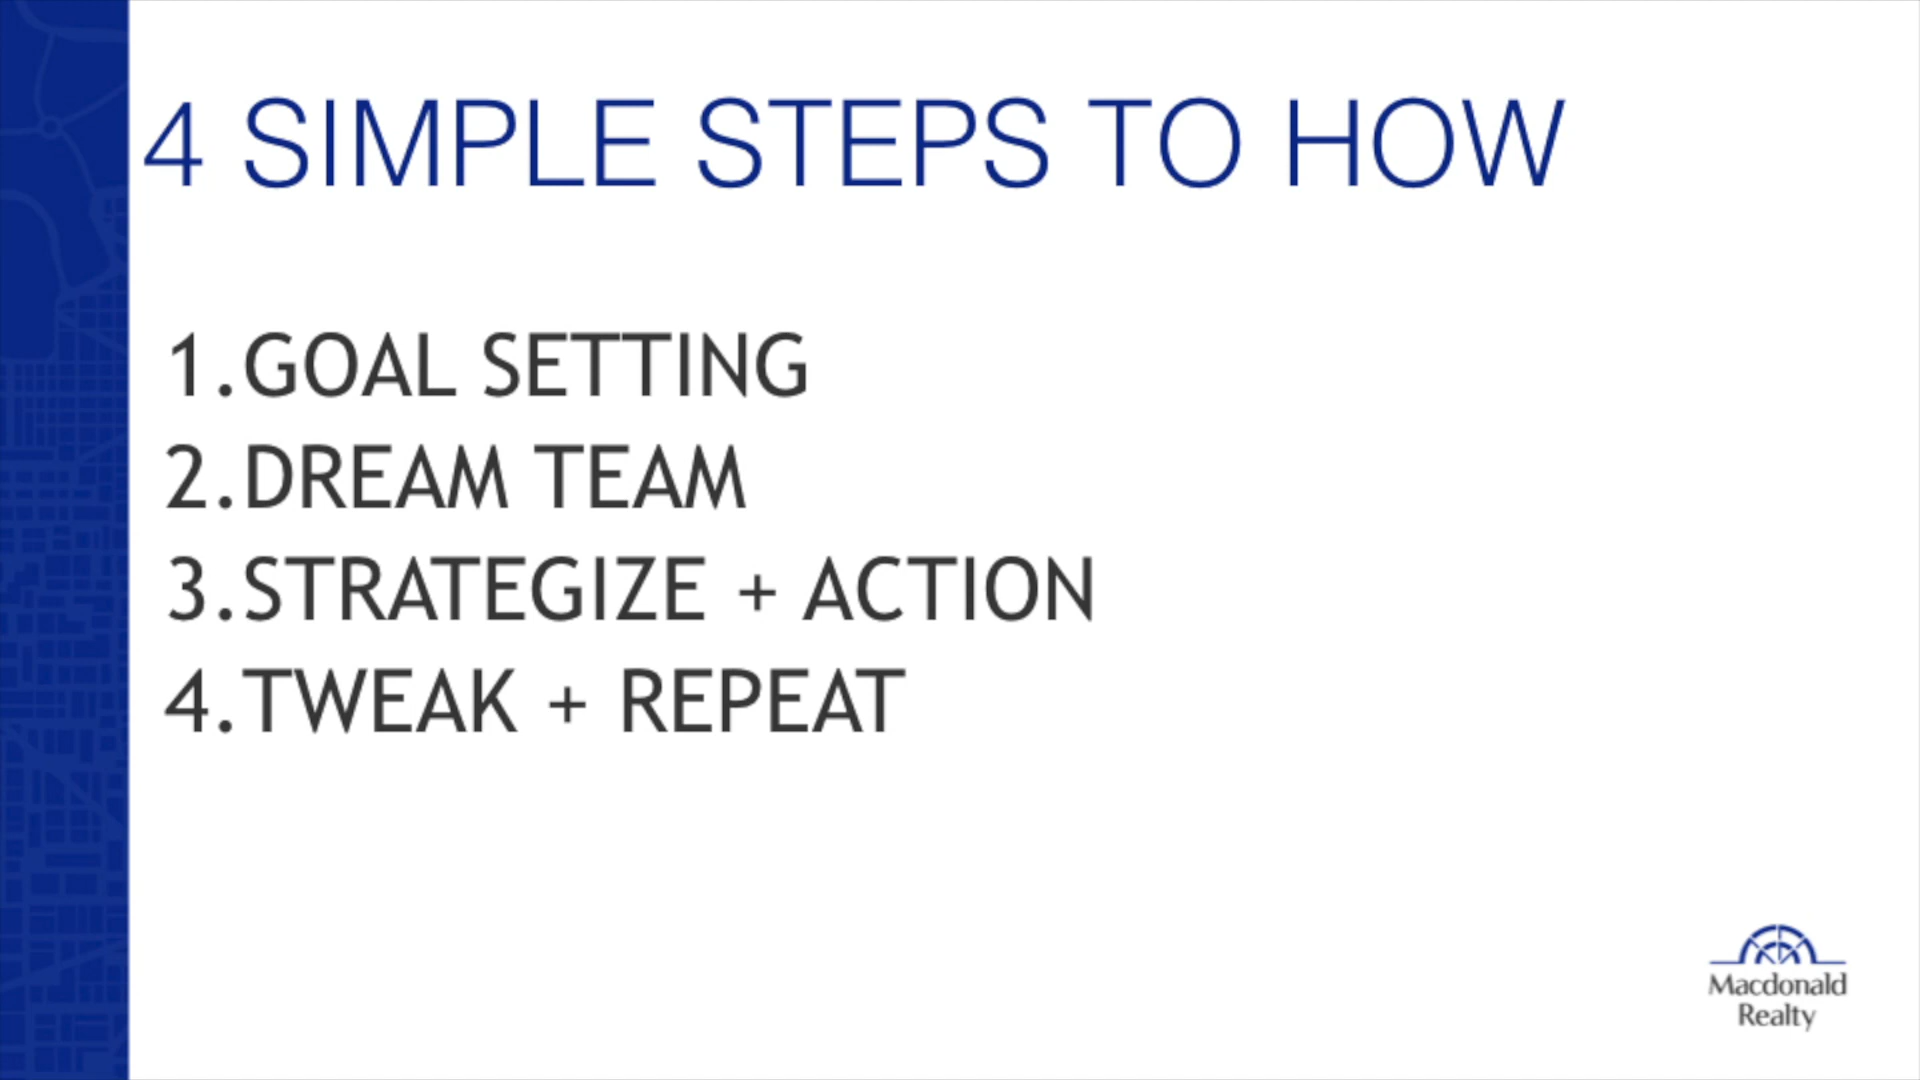 4 SIMPLE STEPS TO HOW
1.GOAL SETTING
2.DREAM TEAM
3.STRATEGIZE + ACTION
4.TWEAK + REPEAT
Macdonald
Realty